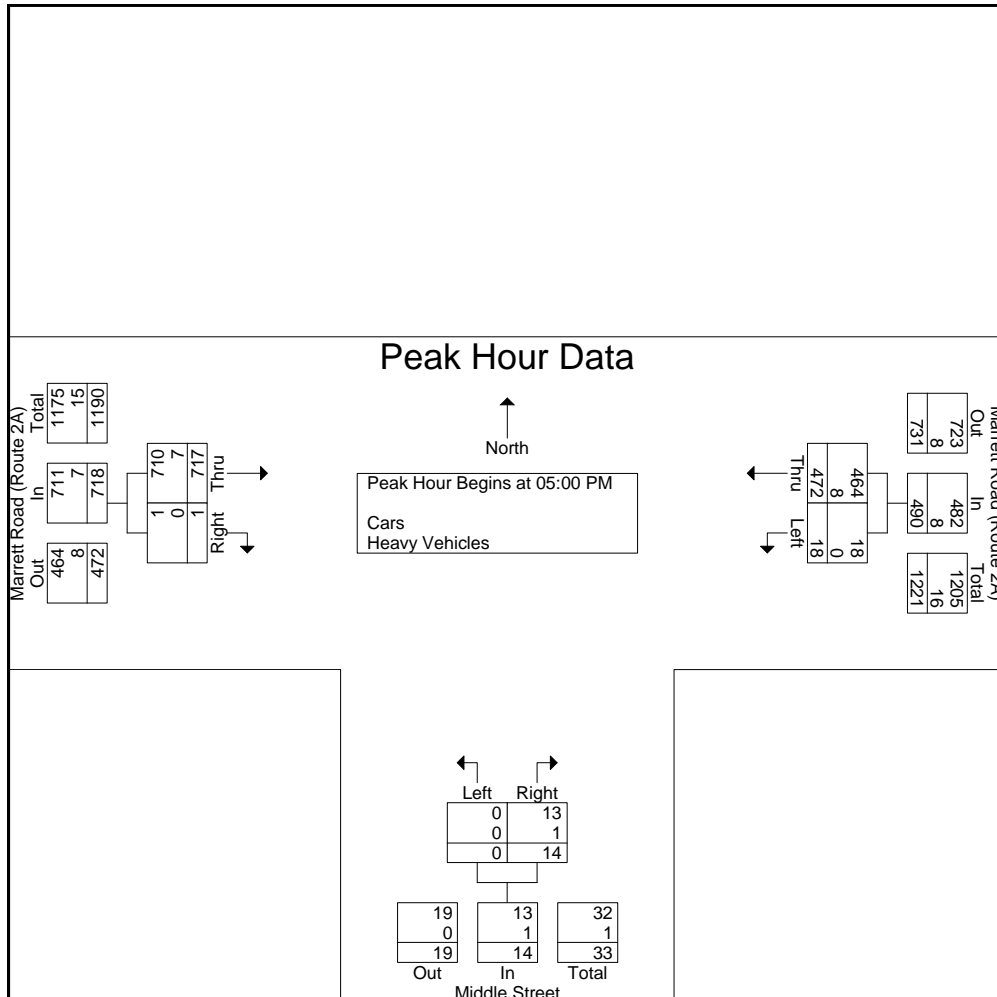 Peak Hour Data
North
Peak Hour Begins at 05:00 PM
Cars
Heavy Vehicles
Marrett Road (Route 2A)
Total
1175
15
1190
In
711
7
718
Out
464
8
472
Thru
710
7
717
Right
1
0
1
Marrett Road (Route 2A)
Out
723
8
731
In
482
8
490
Total
1205
16
1221
Thru
464
8
472
Left
18
0
18
Left Right
0 13
0 1
0 14
19 13 32
0 1 1
19 14 33
Out In Total
Middle Street